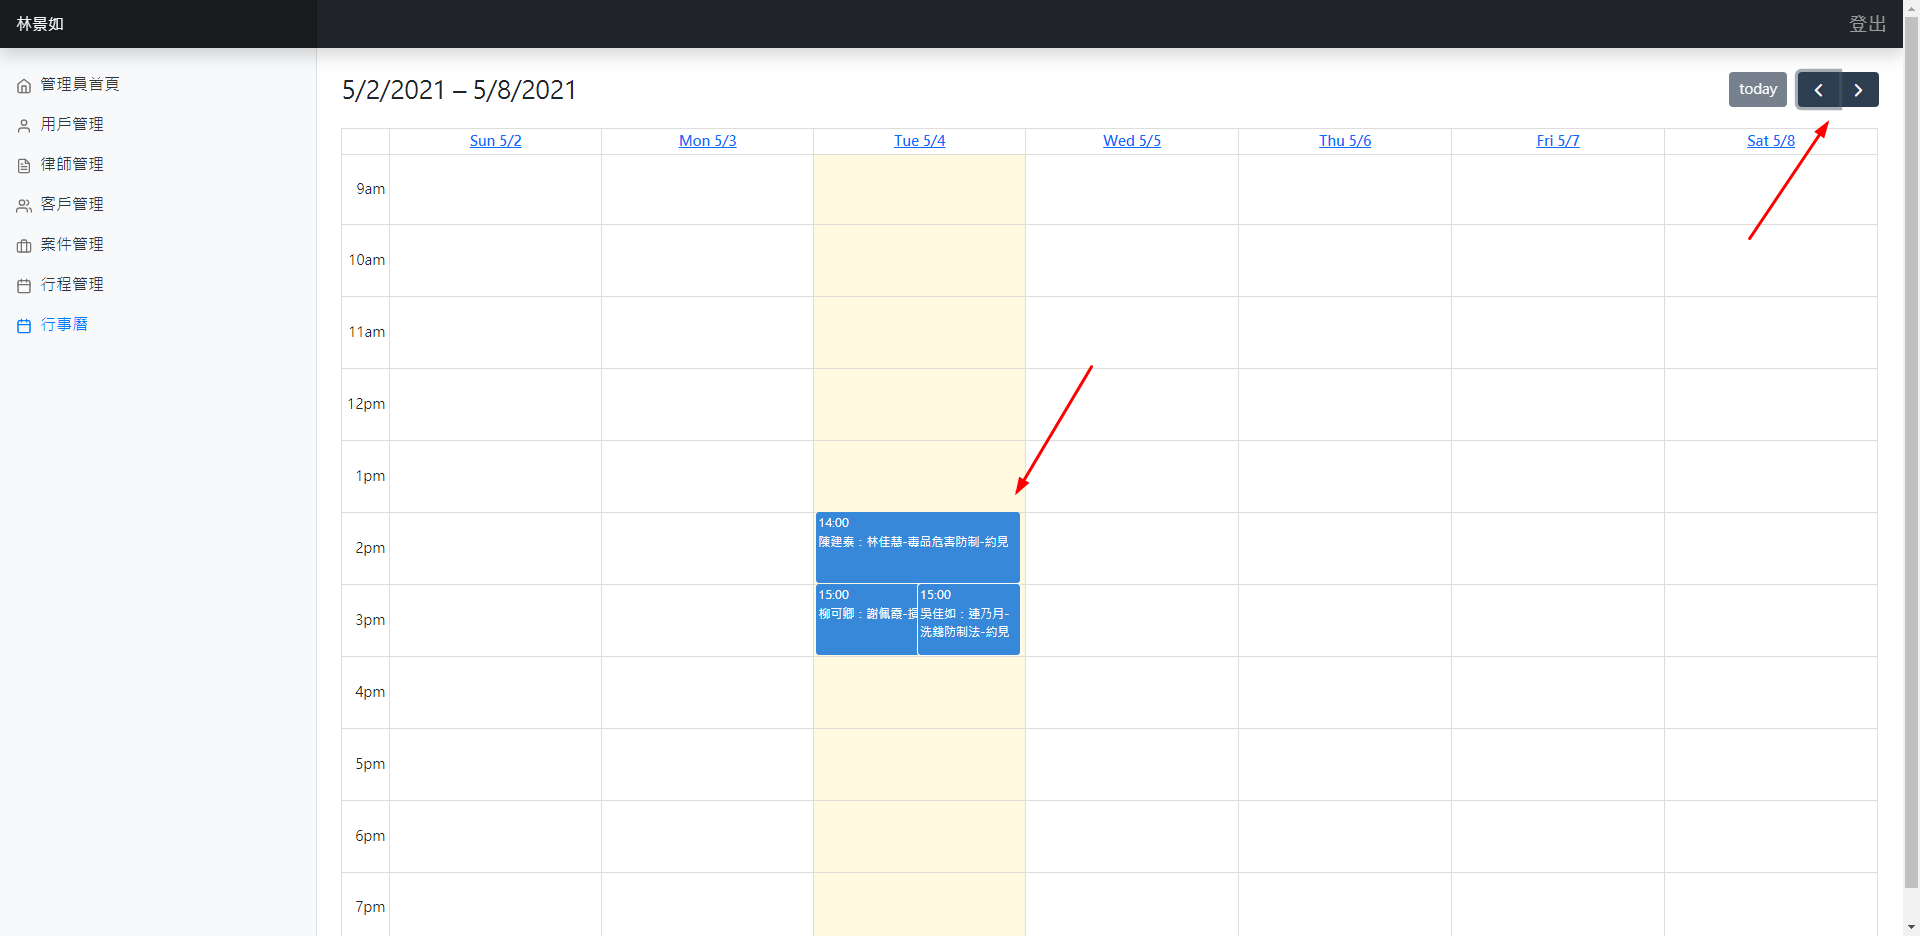 林景如
登出
管理員首頁
用戶管理
律師管理
客戶管理
案件管理
行程管理
行事曆
5/2/2021 – 5/8/2021
today
Sun 5/2
Mon 5/3
Tue 5/4
Wed 5/5
Thu 5/6
Fri 5/7
Sat 5/8
9am
10am
11am
12pm
1pm
2pm
3pm
4pm
5pm
6pm
7pm
14:00
陳建泰：林佳慧-毒品危害防制-約見
15:00
柳可卿：謝佩霞-損
15:00
吳佳如：連乃月-
洗錢防制法-約見